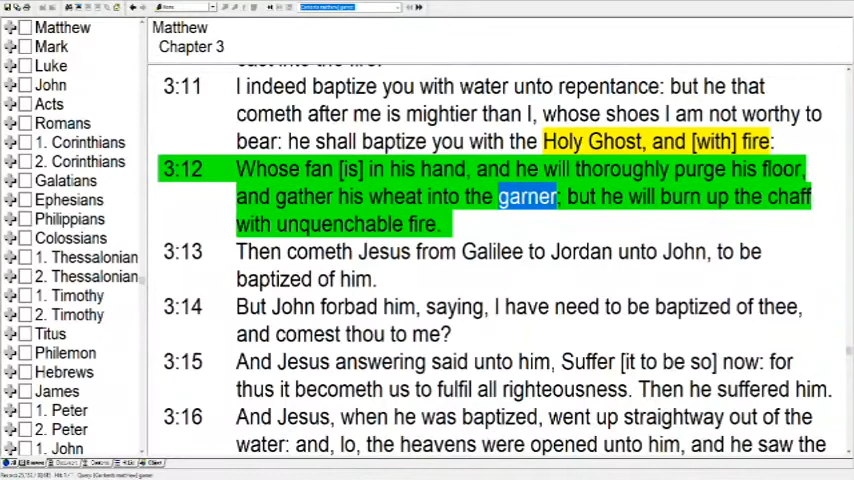 Matthew
Mark
Luke
John
Acts
Romans
1. Corinthians
2. Corinthians
Galatians
Ephesians
Philippians
Colossians
1. Thessalonian
2. Thessalonian
1. Timothy
2. Timothy
Titus
Philemon
Hebrews
James
1. Peter
2. Peter
1. John
Matthew
Chapter 3
3:11 I indeed baptize you with water unto repentance: but he that
cometh after me is mightier than I, whose shoes I am not worthy to
bear: he shall baptize you with the Holy Ghost, and [with] fire:
3:12 Whose fan [is] in his hand, and he will thoroughly purge his floor,
and gather his wheat into the garner; but he will burn up the chaff
with unquenchable fire.
3:13 Then cometh Jesus from Galilee to Jordan unto John, to be
baptized of him.
3:14 But John forbad him, saying, I have need to be baptized of thee,
and comest thou to me?
3:15 And Jesus answering said unto him, Suffer [it to be so] now: for
thus it becometh us to fulfil all righteousness. Then he suffered him.
3:16 And Jesus, when he was baptized, went up straightway out of the
water: and, lo, the heavens were opened unto him, and he saw the